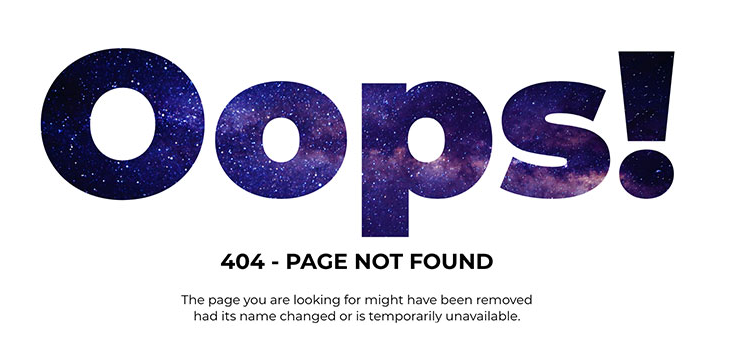 Oops!
404 - PAGE NOT FOUND
The page you are looking for might have been removed
had its name changed or is temporarily unavailable.